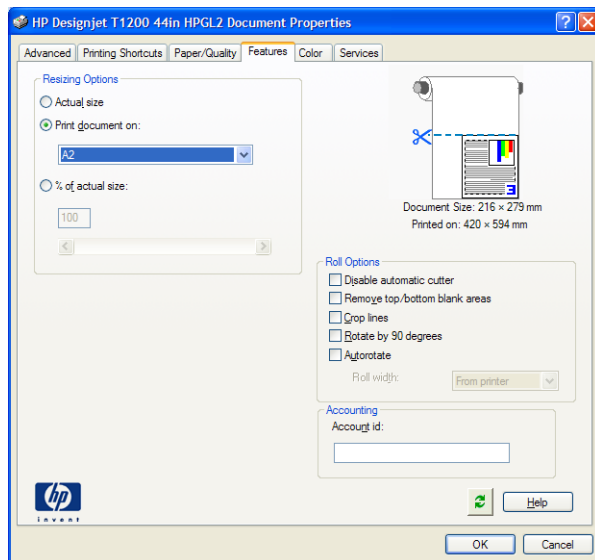 HP Designjet T1200 44in HPGL2 Document Properties
Advanced Printing Shortcuts Paper/Quality Features Color Services
Resizing Options
Actual size
Print document on:
A2
% of actual size:
100
Document Size: 216 × 279 mm
Printed on: 420 × 594 mm
Roll Options
Disable automatic cutter
Remove top/bottom blank areas
Crop lines
Rotate by 90 degrees
Autorotate
Roll width: From printer
Accounting
Account id:
hp
invent
Help
OK Cancel